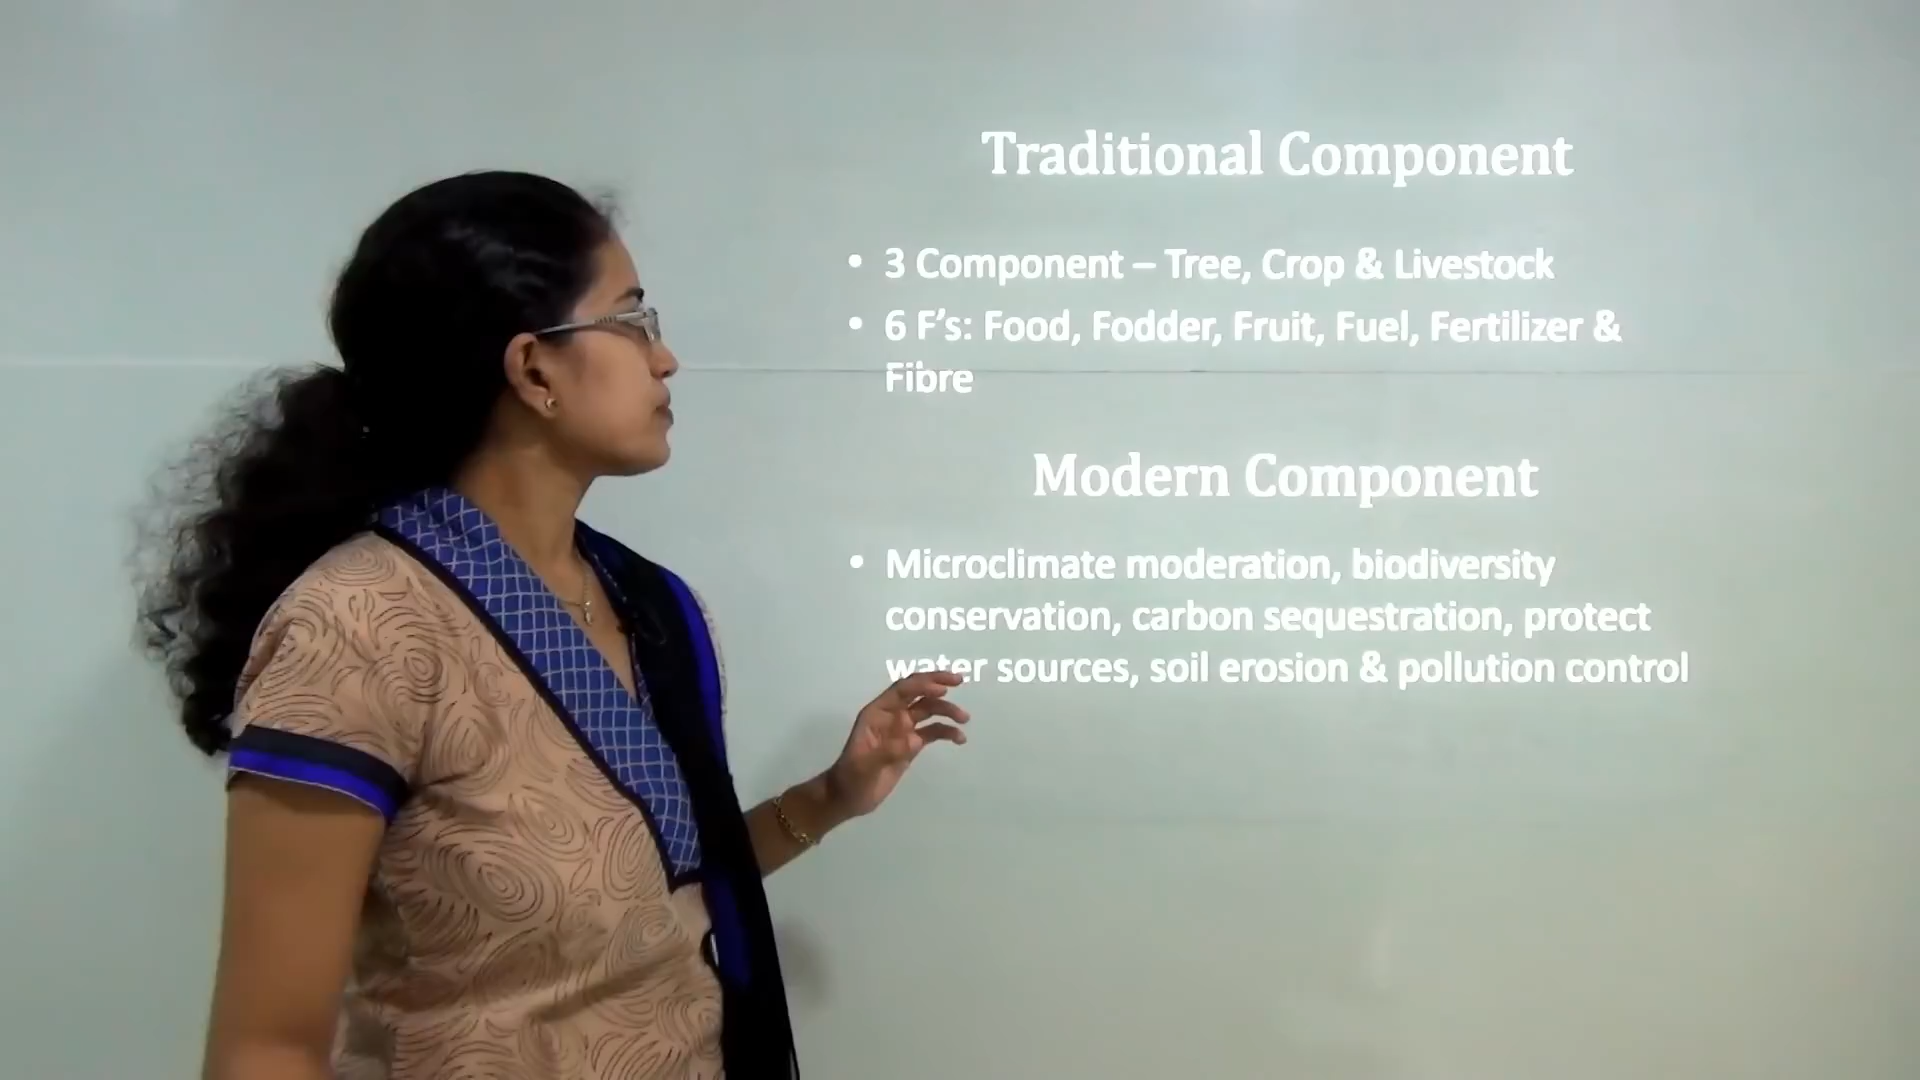 Traditional Component
• 3 Component – Tree, Crop & Livestock
• 6 F's: Food, Fodder, Fruit, Fuel, Fertilizer &
Fibre
Modern Component
• Microclimate moderation, biodiversity
conservation, carbon sequestration, protect
water sources, soil erosion & pollution control